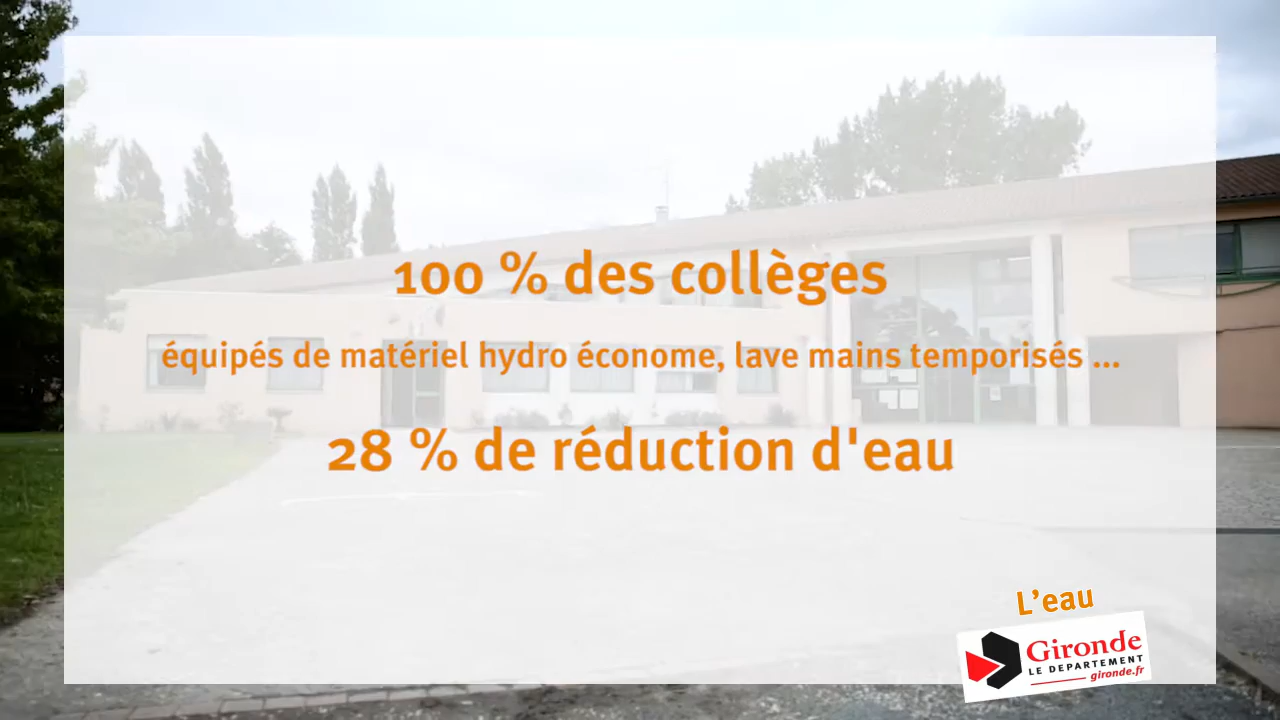 100 % des collèges
équipés de matériel hydro économe, lave mains temporisés ...
28 % de réduction d'eau
L'eau
Gironde
LE DEPARTEMENT
gironde.fr